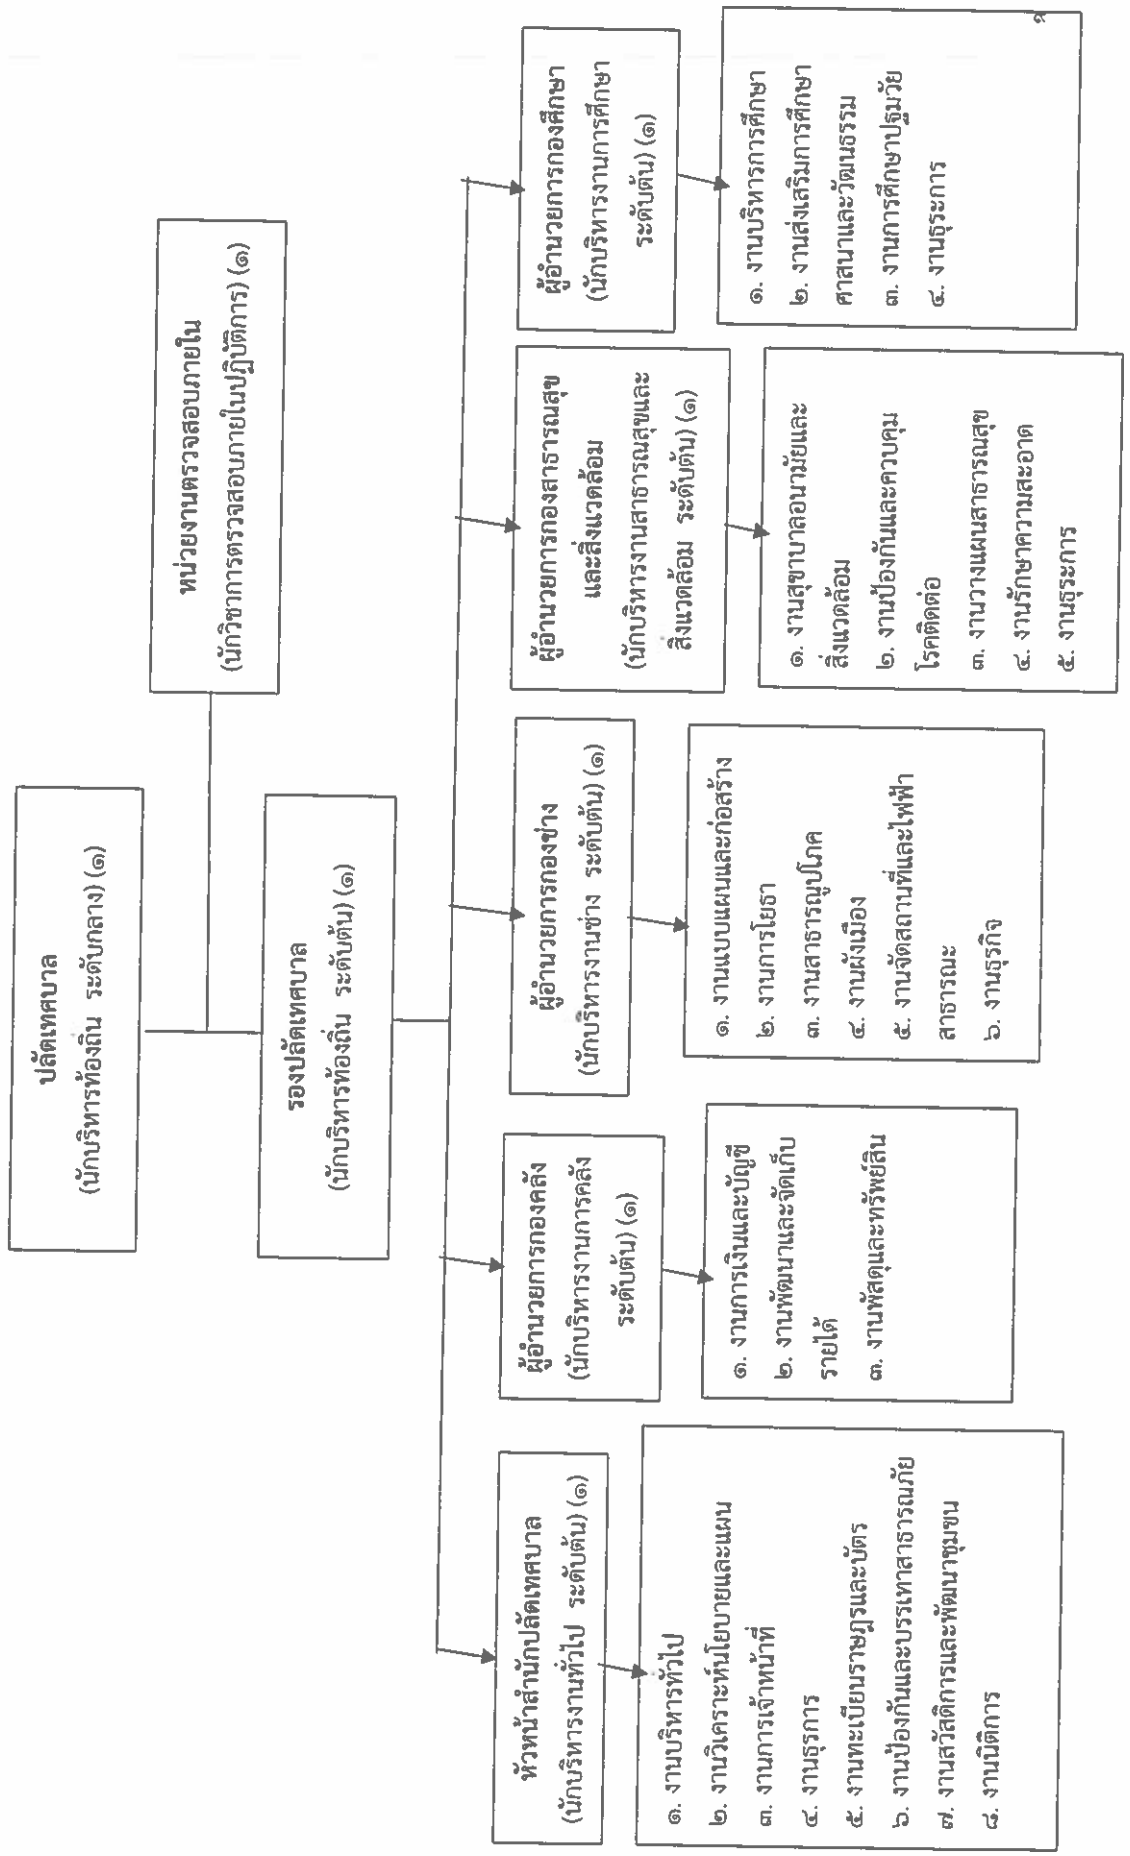 ปลัดเทศบาล
(นักบริหารท้องถิ่น ระดับกลาง) (๑)
หน่วยงานตรวจสอบภายใน
(นักวิชาการตรวจสอบภายในปฏิบัติการ) (๑)
รองปลัดเทศบาล
(นักบริหารท้องถิ่น ระดับต้น) (๑)
หัวหน้าสำนักปลัดเทศบาล
(นักบริหารงานทั่วไป ระดับต้น) (๑)
๑. งานบริหารทั่วไป
๒. งานวิเคราะห์นโยบายและแผน
๓. งานการเจ้าหน้าที่
๔. งานธุรการ
๕. งานทะเบียนราษฎรและบัตร
๖. งานป้องกันและบรรเทาสาธารณภัย
๗. งานสวัสดิการและพัฒนาชุมชน
๘. งานนิติการ
ผู้อำนวยการกองคลัง
(นักบริหารงานการคลัง
ระดับต้น) (๑)
๑. งานการเงินและบัญชี
๒. งานพัฒนาและจัดเก็บ
รายได้
๓. งานพัสดุและทรัพย์สิน
ผู้อำนวยการกองช่าง
(นักบริหารงานช่าง ระดับต้น) (๑)
๑. งานแบบแผนและก่อสร้าง
๒. งานการโยธา
๓. งานสาธารณูปโภค
๔. งานผังเมือง
๕. งานจัดสถานที่และไฟฟ้า
สาธารณะ
๖. งานธุรกิจ
ผู้อำนวยการกองสาธารณสุข
และสิ่งแวดล้อม
(นักบริหารงานสาธารณสุขและ
สิ่งแวดล้อม ระดับต้น) (๑)
๑. งานสุขาบาลอนามัยและ
สิ่งแวดล้อม
๒. งานป้องกันและควบคุม
โรคติดต่อ
๓. งานวางแผนสาธารณสุข
๔. งานรักษาความสะอาด
๕. งานธุระการ
ผู้อำนวยการกองศึกษา
(นักบริหารงานการศึกษา
ระดับต้น) (๑)
๑. งานบริหารการศึกษา
๒. งานส่งเสริมการศึกษา
ศาสนาและวัฒนธรรม
๓. งานการศึกษาปฐมวัย
๔. งานธุระการ